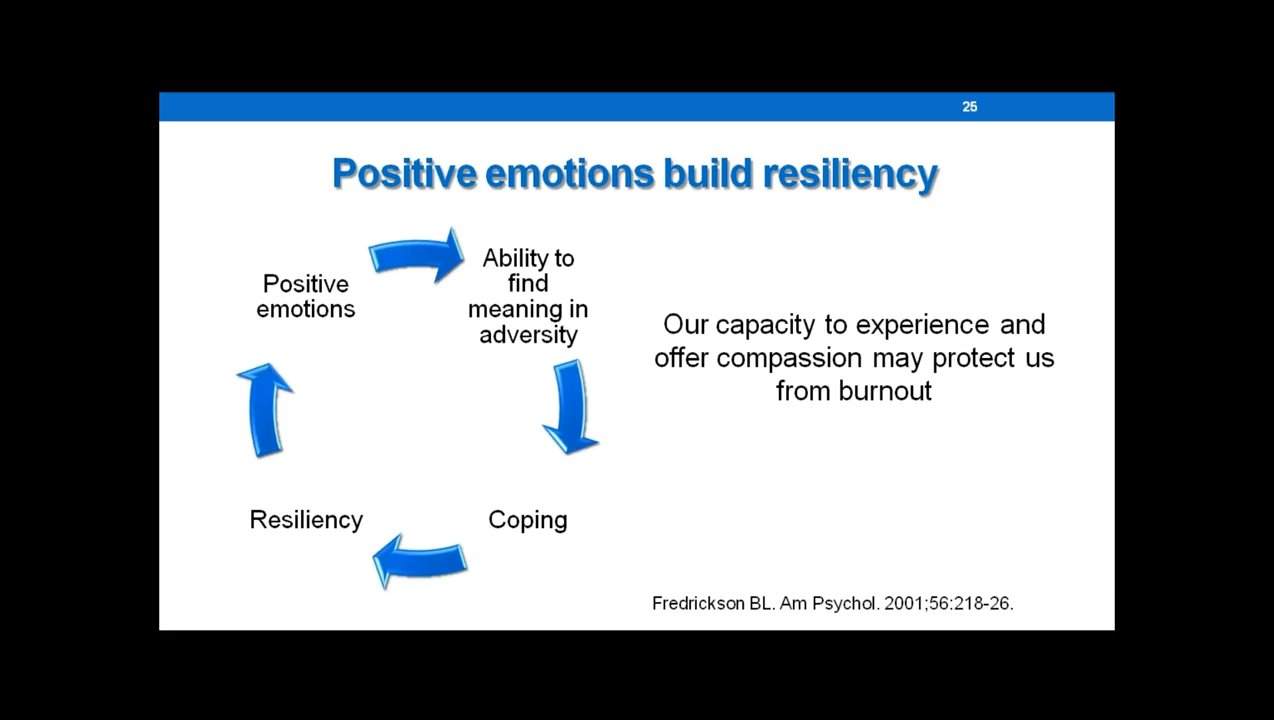 25
Positive emotions build resiliency
Positive
emotions
Ability to
find
meaning in
adversity
Our capacity to experience and
offer compassion may protect us
from burnout
Resiliency
Coping
Fredrickson BL. Am Psychol. 2001;56:218-26.